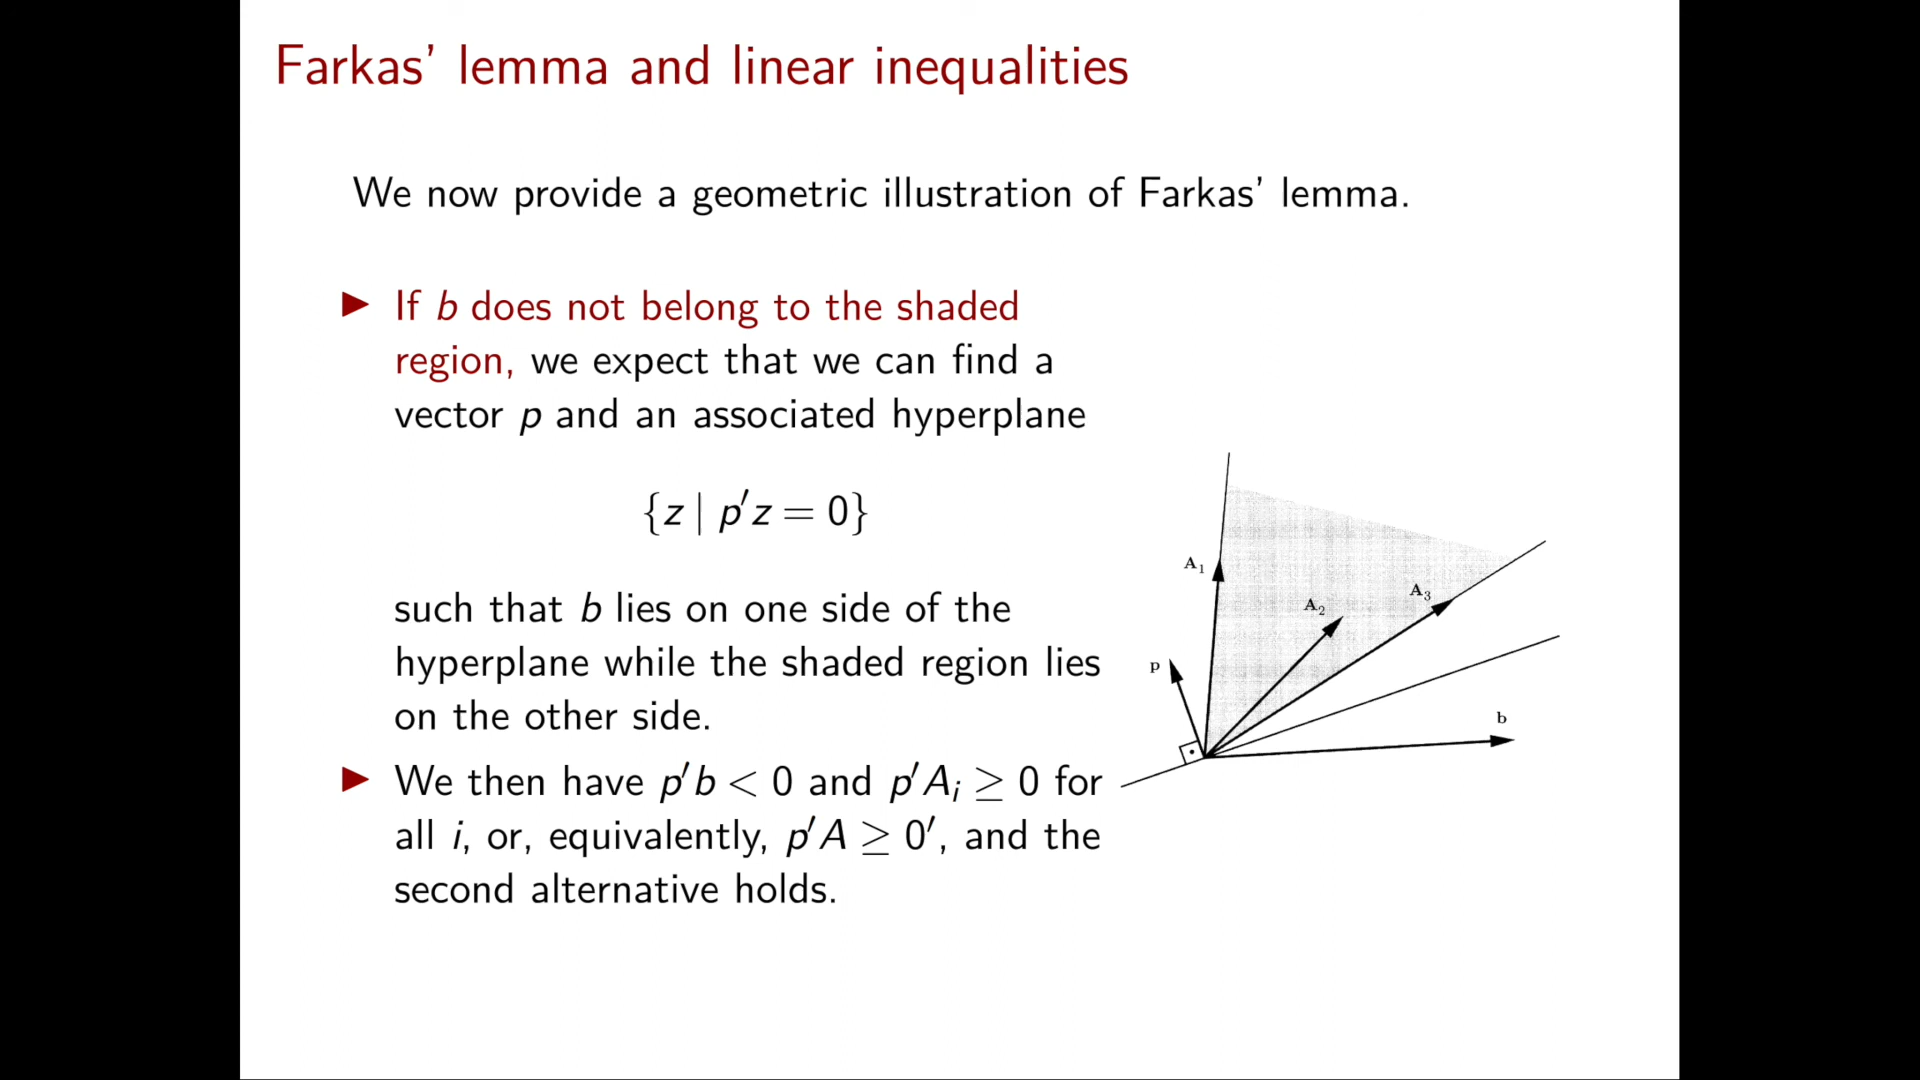 Farkas' lemma and linear inequalities
We now provide a geometric illustration of Farkas' lemma.
▶ If b does not belong to the shaded
region, we expect that we can find a
vector p and an associated hyperplane
{z | p′z = 0}
such that b lies on one side of the
hyperplane while the shaded region lies
on the other side.
▶ We then have p′b < 0 and p′Aᵢ ≥ 0 for
all i, or, equivalently, p′A ≥ 0′, and the
second alternative holds.
A₁
A₂
A₃
p
b